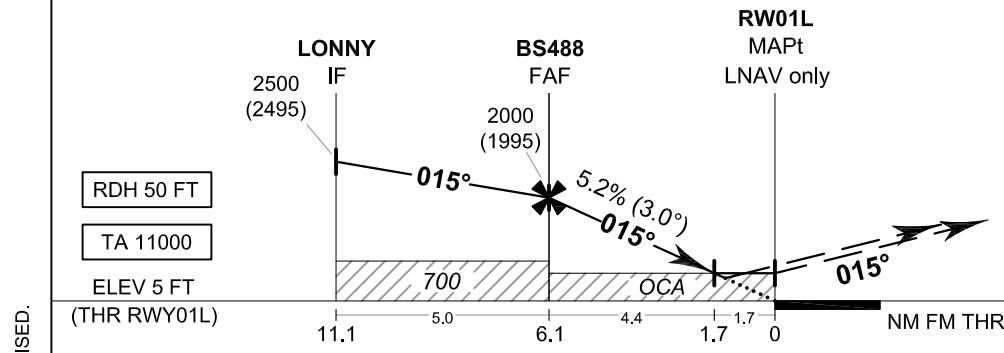 RW01L
MAPt
LNAV only
LONNY
IF
BS488
FAF
2500
(2495)
2000
(1995)
015°
5.2% (3.0°)
015°
015°
RDH 50 FT
TA 11000
ELEV 5 FT
(THR RWY01L)
700
OCA
5.0
4.4
1.7
11.1
6.1
1.7
0
NM FM THR
ISED.